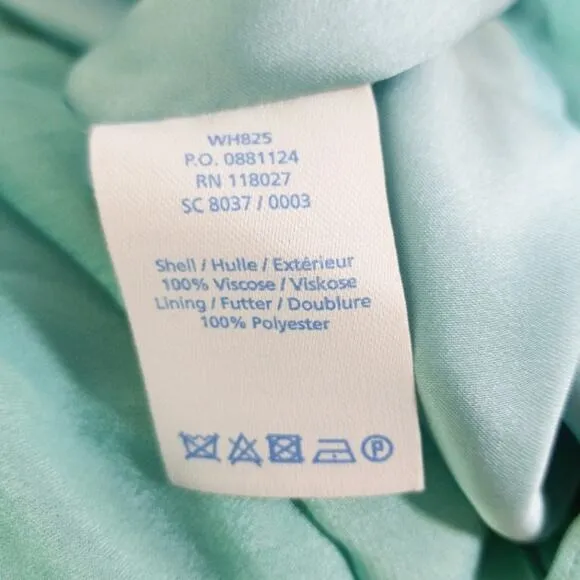 WH825
P.O. 0881124
RN 118027
SC 8037 / 0003
Shell / Hulle / Extérieur
100% Viscose / Viskose
Lining / Futter / Doublure
100% Polyester
P